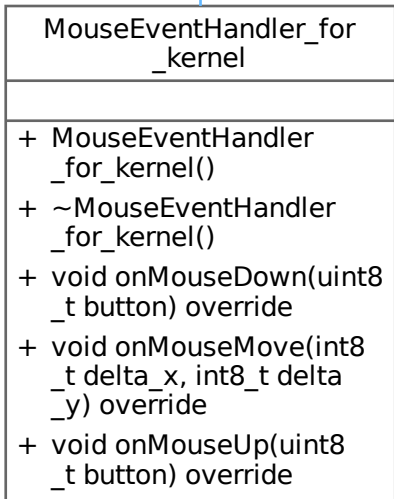 MouseEventHandler_for
_kernel
+ MouseEventHandler
_for_kernel()
+ ~MouseEventHandler
_for_kernel()
+ void onMouseDown(uint8
_t button) override
+ void onMouseMove(int8
_t delta_x, int8_t delta
_y) override
+ void onMouseUp(uint8
_t button) override